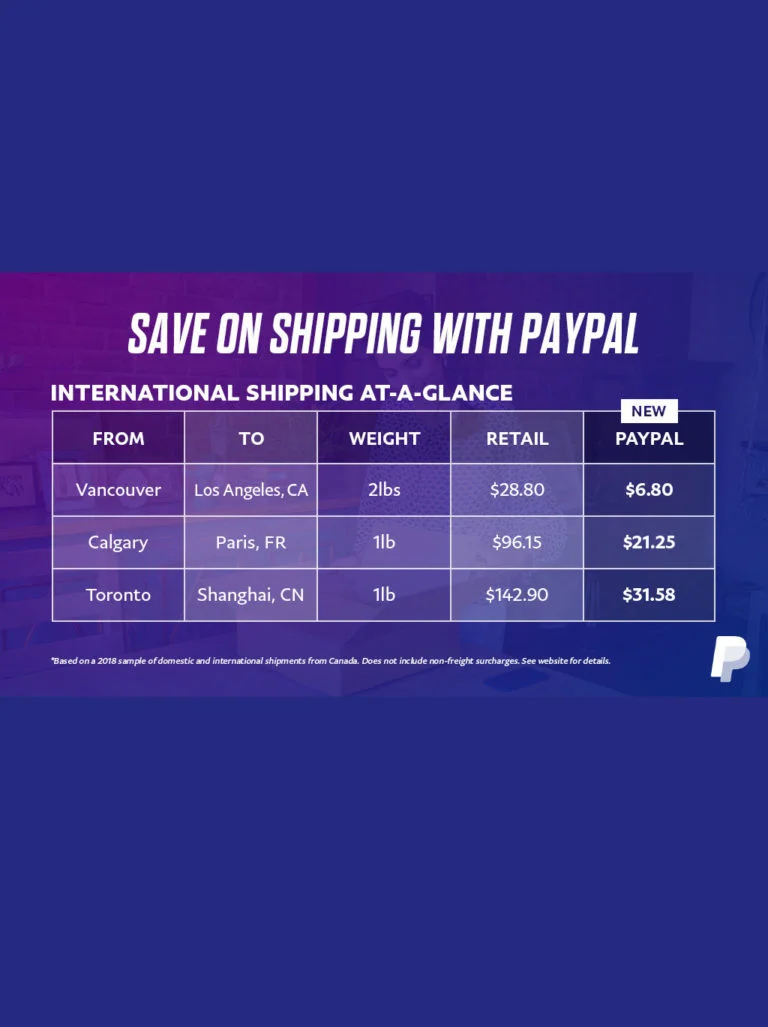 SAVE ON SHIPPING WITH PAYPAL
INTERNATIONAL SHIPPING AT-A-GLANCE
NEW
FROM TO WEIGHT RETAIL PAYPAL
Vancouver Los Angeles, CA 2lbs $28.80 $6.80
Calgary Paris, FR 1lb $96.15 $21.25
Toronto Shanghai, CN 1lb $142.90 $31.58
*Based on a 2018 sample of domestic and international shipments from Canada. Does not include non-freight surcharges. See website for details.